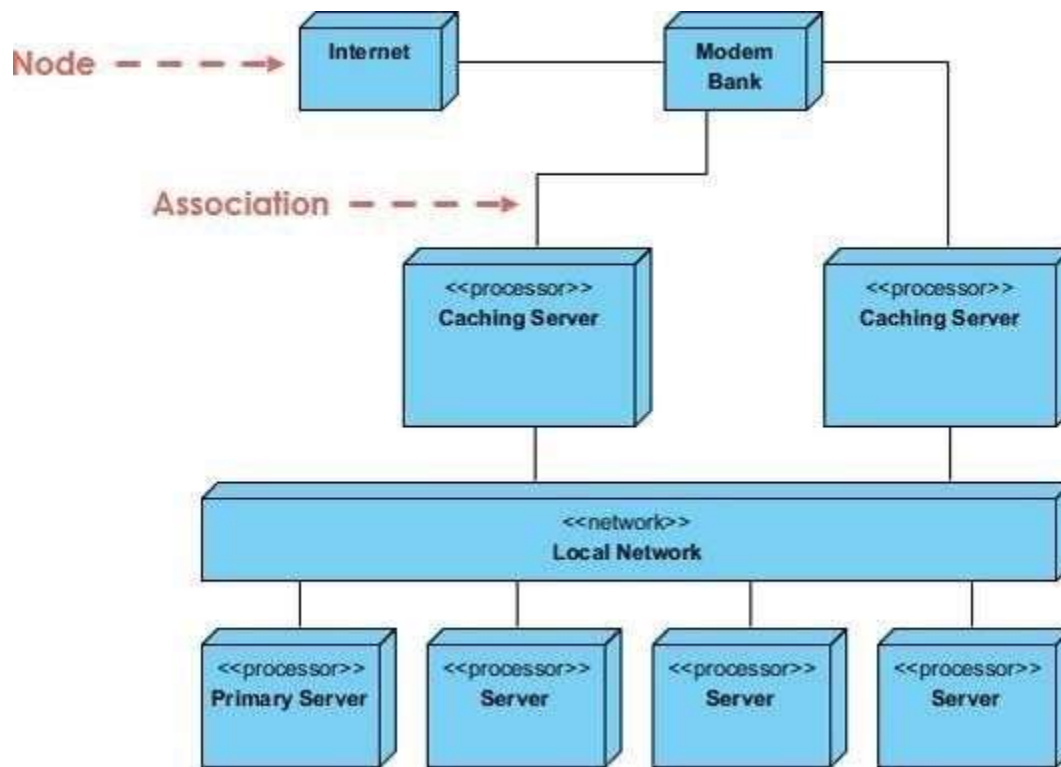 Node
Internet
Modem
Bank
Association
<<processor>>
Caching Server
<<processor>>
Caching Server
<<network>>
Local Network
<<processor>>
Primary Server
<<processor>>
Server
<<processor>>
Server
<<processor>>
Server